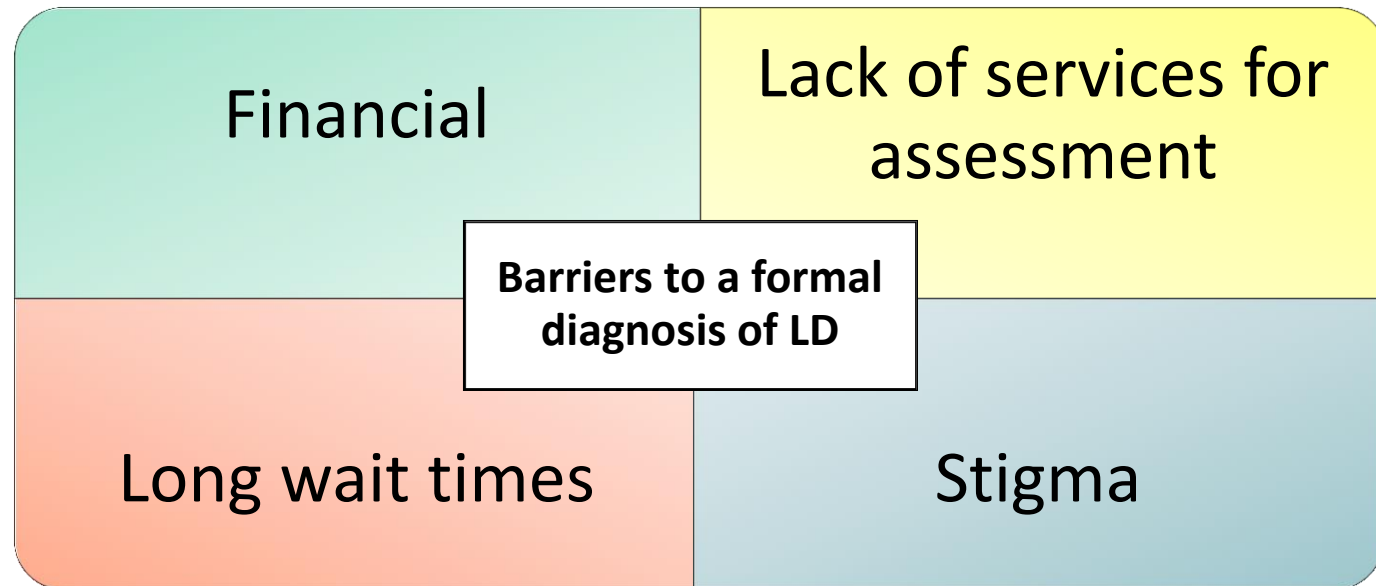 Financial
Lack of services for
assessment
Barriers to a formal
diagnosis of LD
Long wait times
Stigma